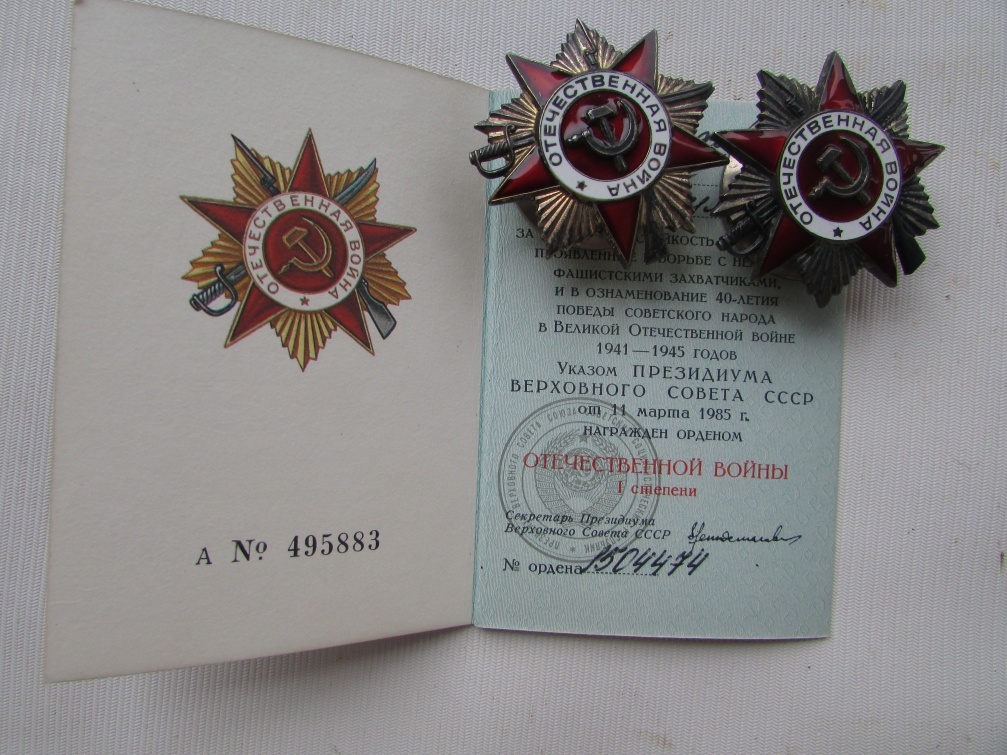 ОТЕЧЕСТВЕННАЯ ВОЙНА
А № 495883
ОТЕЧЕСТВЕННАЯ ВОЙНА
ОТЕЧЕСТВЕННАЯ ВОЙНА
ЗА
ФАШИСТСКИМИ ЗАХВАТЧИКАМИ,
И В ОЗНАМЕНОВАНИЕ 40-ЛЕТИЯ
ПОБЕДЫ СОВЕТСКОГО НАРОДА
В ВЕЛИКОЙ ОТЕЧЕСТВЕННОЙ ВОЙНЕ
1941—1945 ГОДОВ
УКАЗОМ ПРЕЗИДИУМА
ВЕРХОВНОГО СОВЕТА СССР
от 11 марта 1985 г.
НАГРАЖДЕН ОРДЕНОМ
ОТЕЧЕСТВЕННОЙ ВОЙНЫ
I степени
Секретарь Президиума
Верховного Совета СССР
№ ордена 1504474